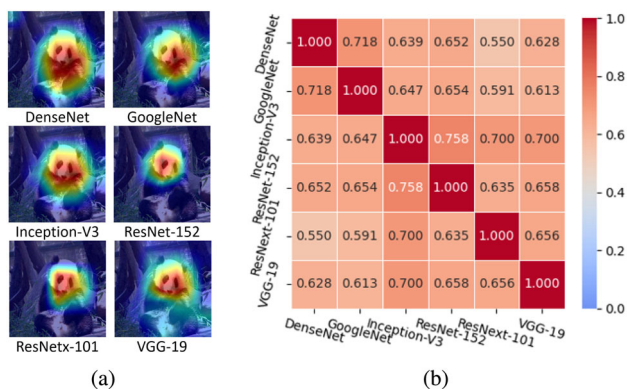 (a)
DenseNet GoogleNet
Inception-V3 ResNet-152
ResNetx-101 VGG-19
(b)
DenseNet 1.000 0.718 0.639 0.652 0.550 0.628
GoogleNet 0.718 1.000 0.647 0.654 0.591 0.613
Inception-V3 0.639 0.647 1.000 0.758 0.700 0.700
ResNet-152 0.652 0.654 0.758 1.000 0.635 0.658
ResNext-101 0.550 0.591 0.700 0.635 1.000 0.656
VGG-19 0.628 0.613 0.700 0.658 0.656 1.000
DenseNet GoogleNet Inception-V3 ResNet-152 ResNext-101 VGG-19
1.0
0.8
0.6
0.4
0.2
0.0
(a)
(b)